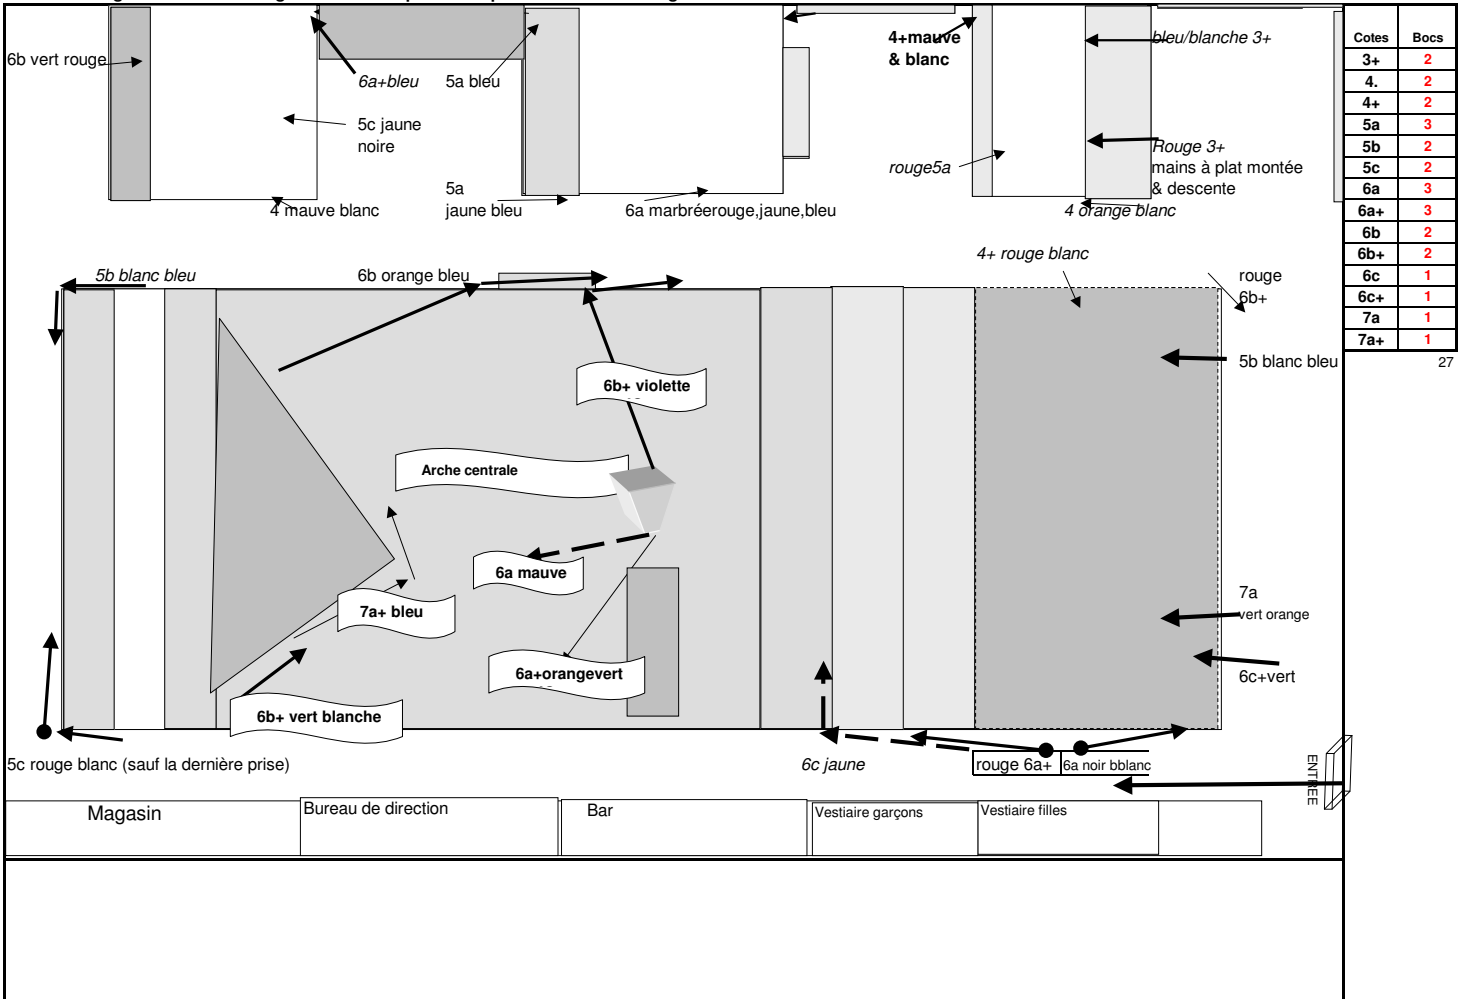 6b vert rouge
6a+bleu
5a bleu
4+mauve
& blanc
bleu/blanche 3+
5c jaune
noire
rouge5a
Rouge 3+
mains à plat montée
& descente
4 mauve blanc
5a
jaune bleu
6a marbréerouge,jaune,bleu
4 orange blanc
Cotes Bocs
3+ 2
4. 2
4+ 2
5a 3
5b 2
5c 2
6a 3
6a+ 3
6b 2
6b+ 2
6c 1
6c+ 1
7a 1
7a+ 1
27
5b blanc bleu
6b orange bleu
4+ rouge blanc
rouge
6b+
5b blanc bleu
6b+ violette
Arche centrale
6a mauve
7a+ bleu
6a+orangevert
6b+ vert blanche
7a
vert orange
6c+vert
5c rouge blanc (sauf la dernière prise)
6c jaune
rouge 6a+
6a noir bblanc
ENTREE
Magasin
Bureau de direction
Bar
Vestiaire garçons
Vestiaire filles